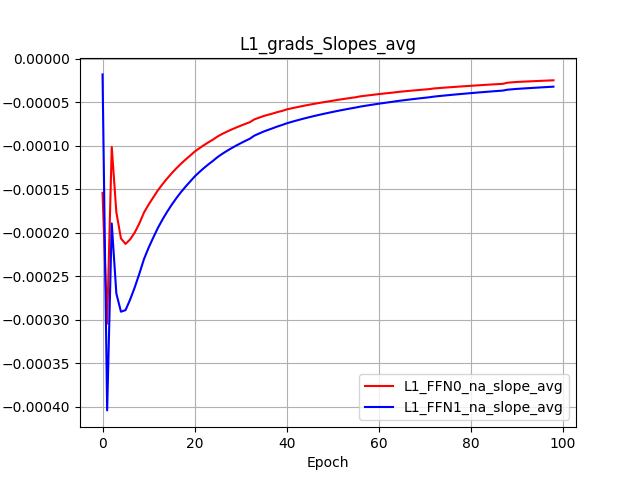 L1_grads_Slopes_avg
0.00000
−0.00005
−0.00010
−0.00015
−0.00020
−0.00025
−0.00030
−0.00035
−0.00040
L1_FFN0_na_slope_avg
L1_FFN1_na_slope_avg
0 20 40 60 80 100
Epoch